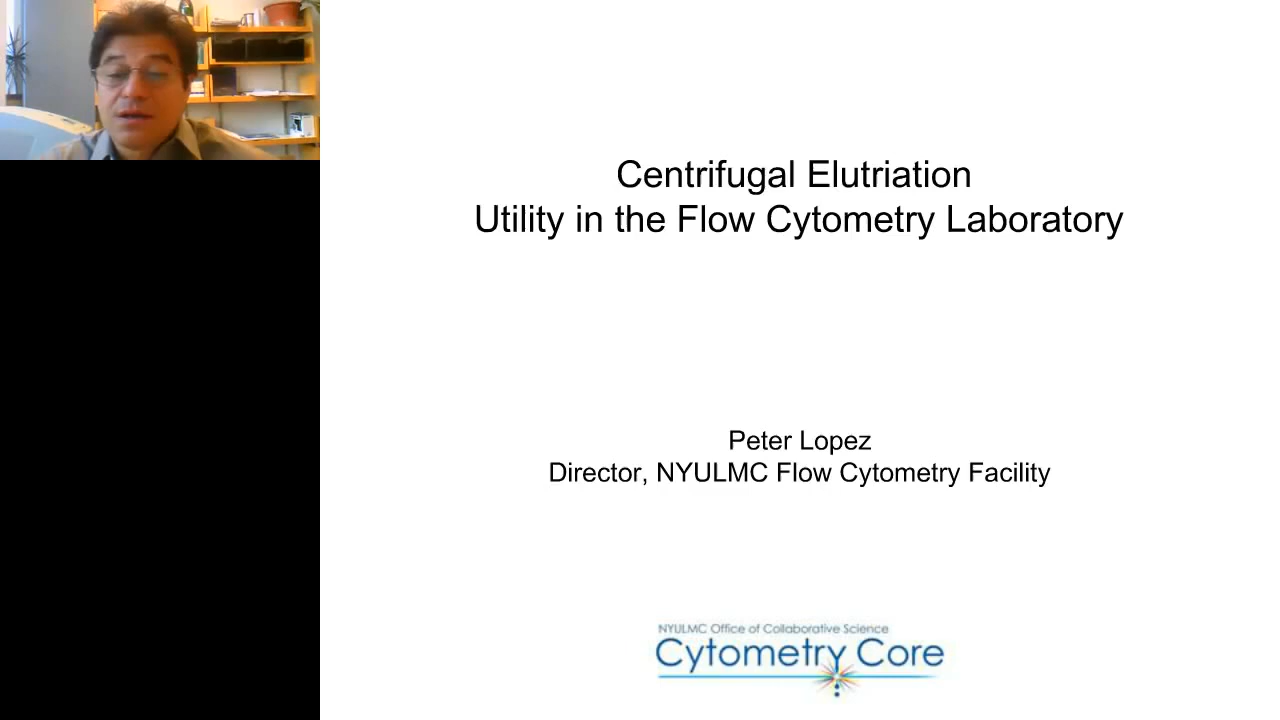 Centrifugal Elutriation
Utility in the Flow Cytometry Laboratory
Peter Lopez
Director, NYULMC Flow Cytometry Facility
NYULMC Office of Collaborative Science
Cytometry Core